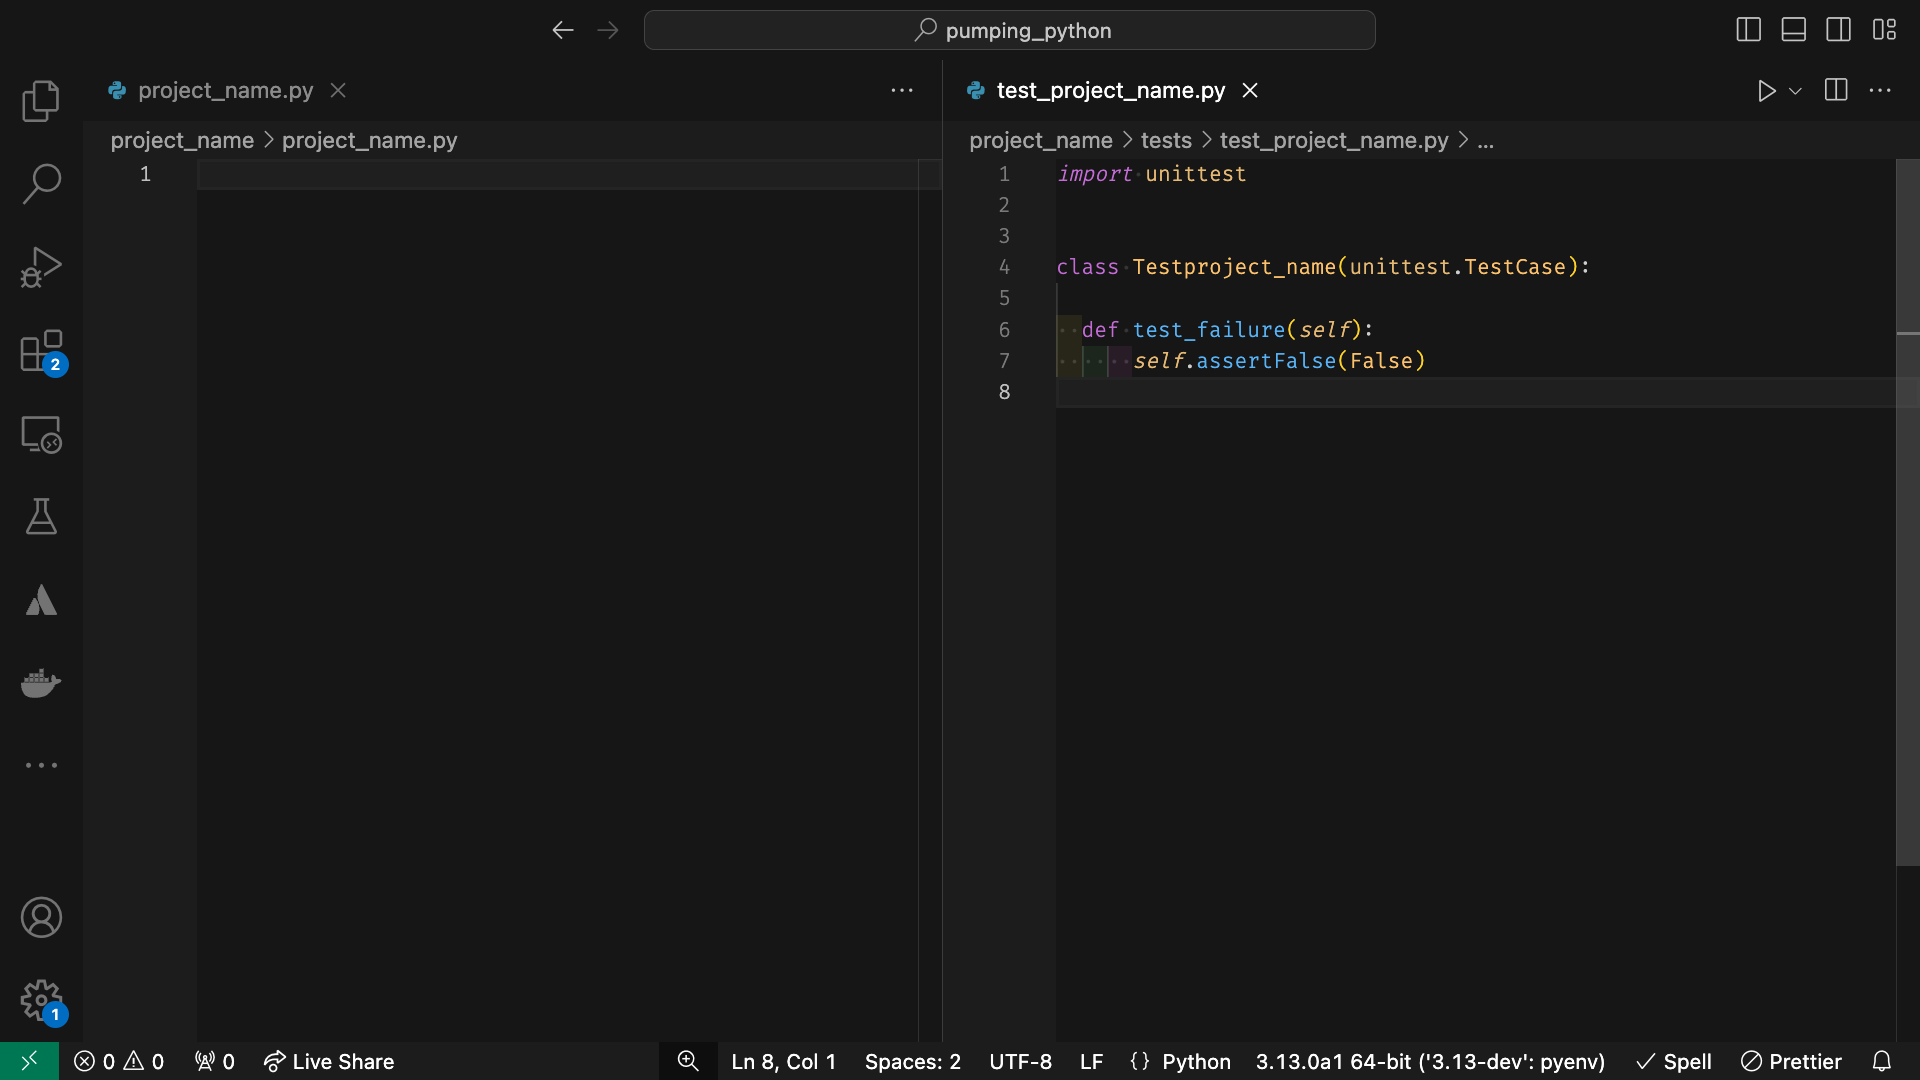 pumping_python
project_name.py
project_name > project_name.py
1
test_project_name.py
project_name > tests > test_project_name.py > ...
1 import unittest
2
3
4 class Testproject_name(unittest.TestCase):
5
6 def test_failure(self):
7 self.assertFalse(False)
8
2
1
0 0 0 Live Share Ln 8, Col 1 Spaces: 2 UTF-8 LF {} Python 3.13.0a1 64-bit ('3.13-dev': pyenv) Spell Prettier